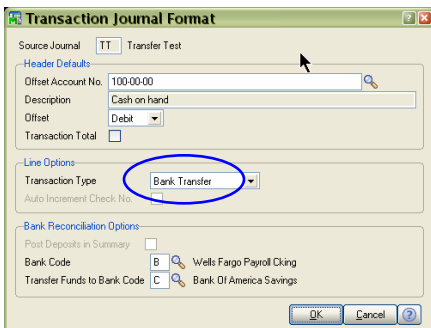 Transaction Journal Format
Source Journal TT Transfer Test
Header Defaults
Offset Account No. 100-00-00
Description Cash on hand
Offset Debit
Transaction Total
Line Options
Transaction Type Bank Transfer
Auto Increment Check No.
Bank Reconciliation Options
Post Deposits in Summary
Bank Code B Wells Fargo Payroll Cking
Transfer Funds to Bank Code C Bank Of America Savings
OK Cancel ?